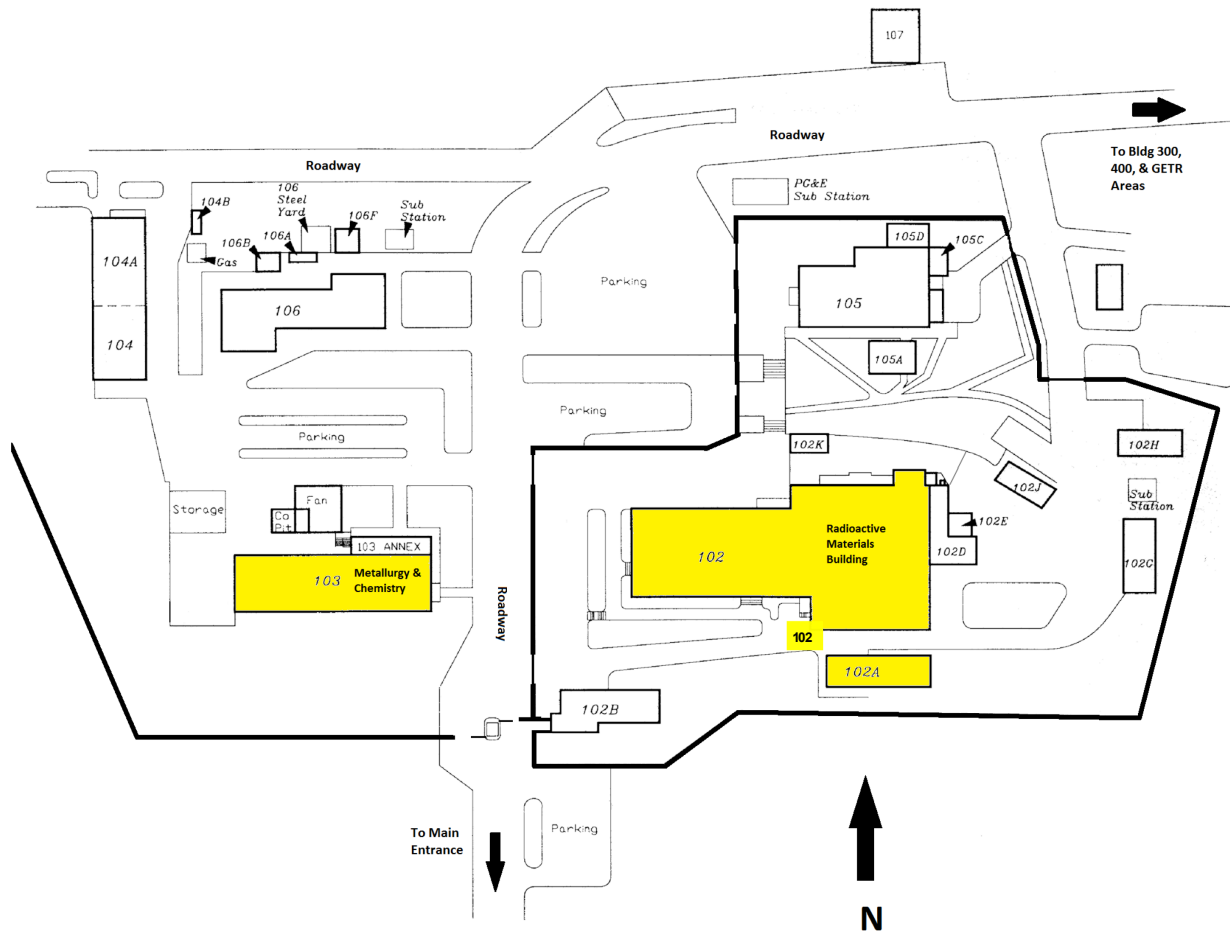 107
Roadway
To Bldg 300,
400, & GETR
Areas
Roadway
PG&E
Sub Station
104B
106
Steel
Yard
106F
Sub
Station
106A
106B
Gas
105D
105C
104A
106
104
Parking
105
105A
Parking
Parking
102K
102H
102J
Sub
Station
Storage
Fan
Co
Pit
103 ANNEX
103
Metallurgy &
Chemistry
102
Radioactive
Materials
Building
102E
102D
102G
Roadway
102
102A
102B
To Main
Entrance
Parking
N